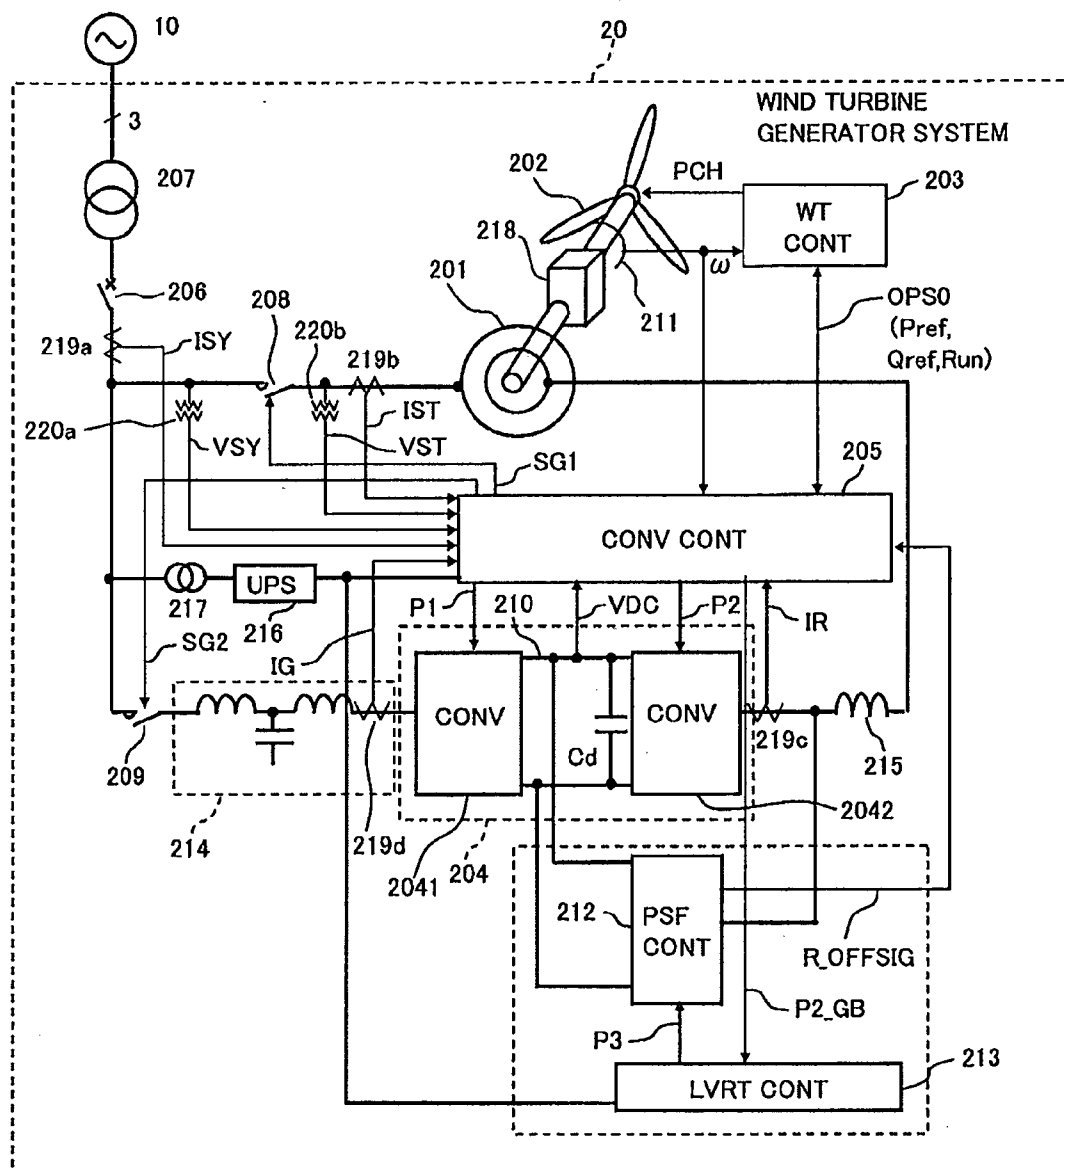 10
20
3
WIND TURBINE
GENERATOR SYSTEM
207
202
PCH
203
WT
CONT
218
206
208
201
ω
211
OPS0
(Pref,
Qref,Run)
219a
ISY
220b
219b
220a
VSY
VST
IST
SG1
205
CONV CONT
217
UPS
216
P1
210
VDC
P2
IR
SG2
IG
CONV
CONV
Cd
209
219c
215
214
219d
2041
204
2042
212
PSF
CONT
R_OFFSIG
P3
P2_GB
213
LVRT CONT